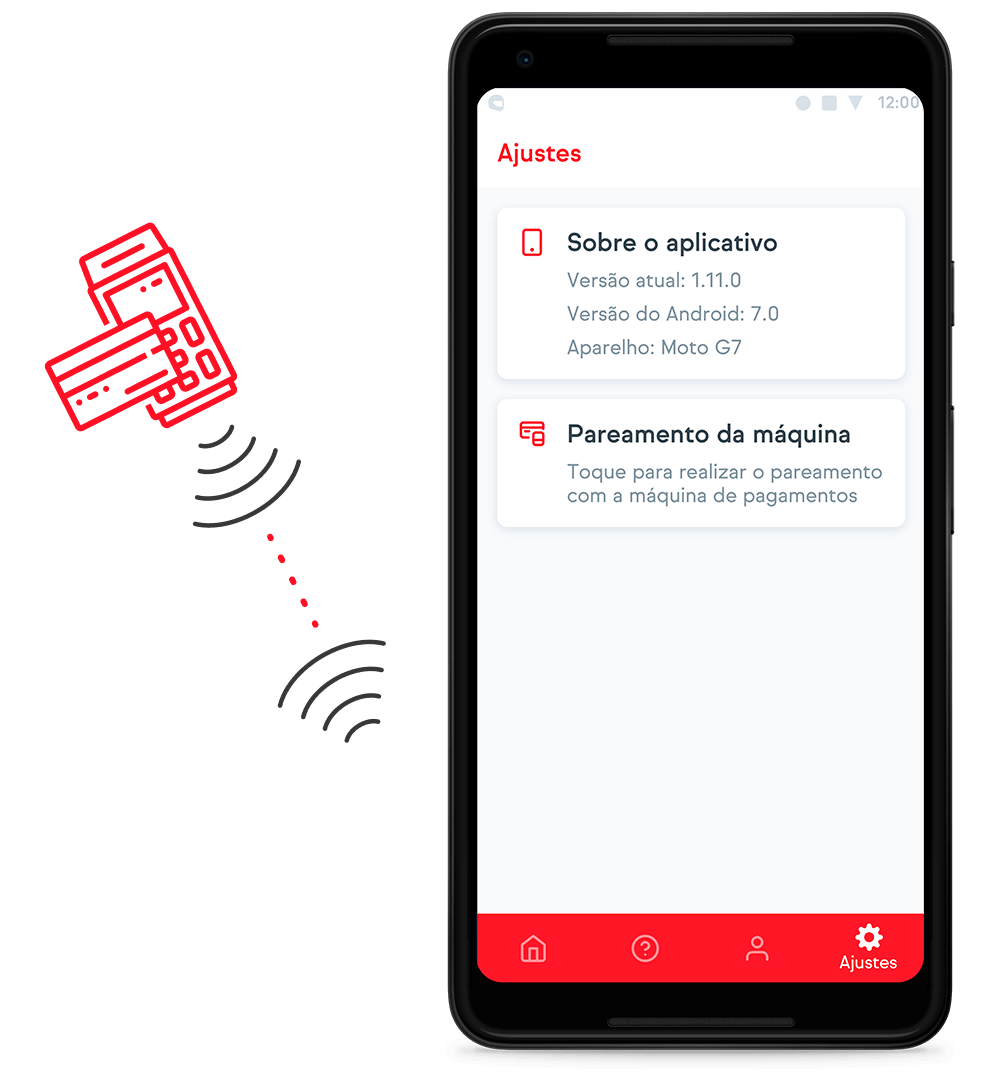 12:00
Ajustes
Sobre o aplicativo
Versão atual: 1.11.0
Versão do Android: 7.0
Aparelho: Moto G7
Pareamento da máquina
Toque para realizar o pareamento
com a máquina de pagamentos
Ajustes